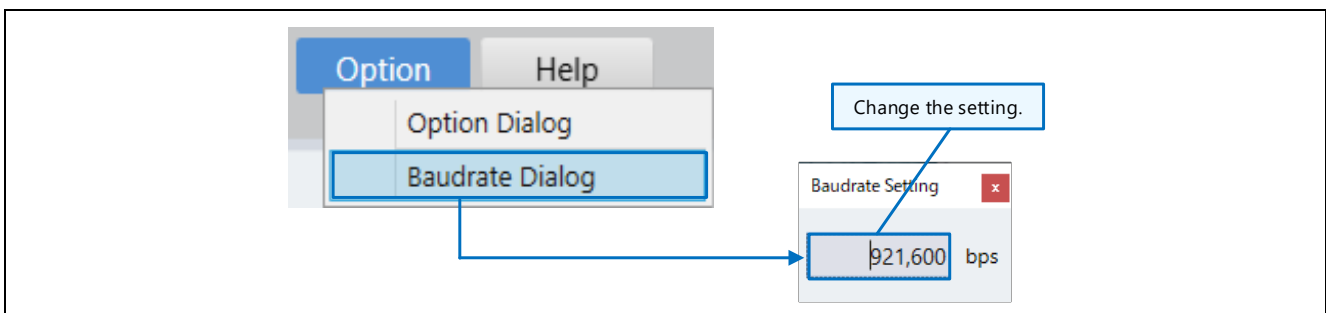 Option Help
Option Dialog
Baudrate Dialog
Change the setting.
Baudrate Setting x
921,600 bps